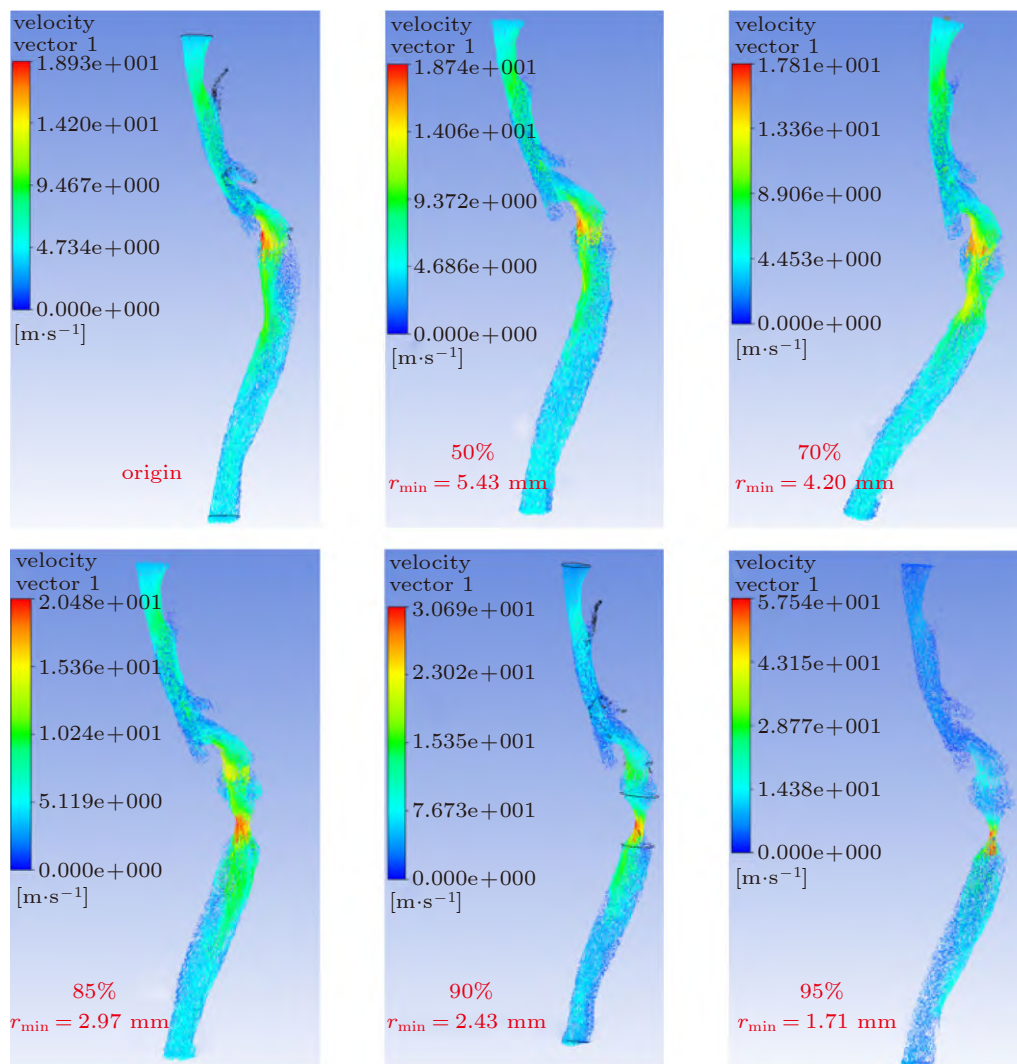 velocity
vector 1
1.893e+001
1.420e+001
9.467e+000
4.734e+000
0.000e+000
[m·s⁻¹]
origin
velocity
vector 1
1.874e+001
1.406e+001
9.372e+000
4.686e+000
0.000e+000
[m·s⁻¹]
50%
r_min = 5.43 mm
velocity
vector 1
1.781e+001
1.336e+001
8.906e+000
4.453e+000
0.000e+000
[m·s⁻¹]
70%
r_min = 4.20 mm
velocity
vector 1
2.048e+001
1.536e+001
1.024e+001
5.119e+000
0.000e+000
[m·s⁻¹]
85%
r_min = 2.97 mm
velocity
vector 1
3.069e+001
2.302e+001
1.535e+001
7.673e+001
0.000e+000
[m·s⁻¹]
90%
r_min = 2.43 mm
velocity
vector 1
5.754e+001
4.315e+001
2.877e+001
1.438e+001
0.000e+000
[m·s⁻¹]
95%
r_min = 1.71 mm